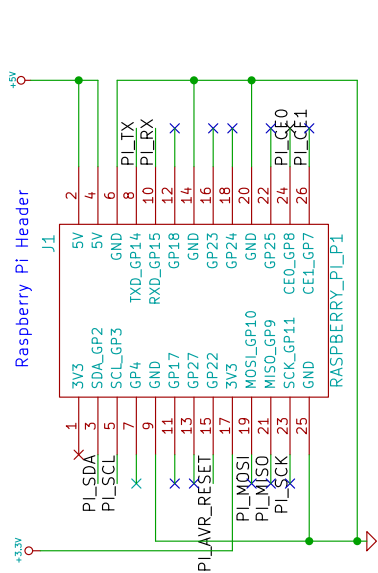 Raspberry Pi Header
J1
RASPBERRY_PI_P1
+5V
+3.3V
2
4
6
8
10
12
14
16
18
20
22
24
26
PI_TX
PI_RX
PI_CE0
PI_CE1
5V
5V
GND
TXD_GP14
RXD_GP15
GP18
GND
GP23
GP24
GND
GP25
CE0_GP8
CE1_GP7
3V3
SDA_GP2
SCL_GP3
GP4
GND
GP17
GP27
GP22
3V3
MOSI_GP10
MISO_GP9
SCK_GP11
GND
1
3
5
7
9
11
13
15
17
19
21
23
25
PI_SDA
PI_SCL
PI_AVR_RESET
PI_MOSI
PI_MISO
PI_SCK